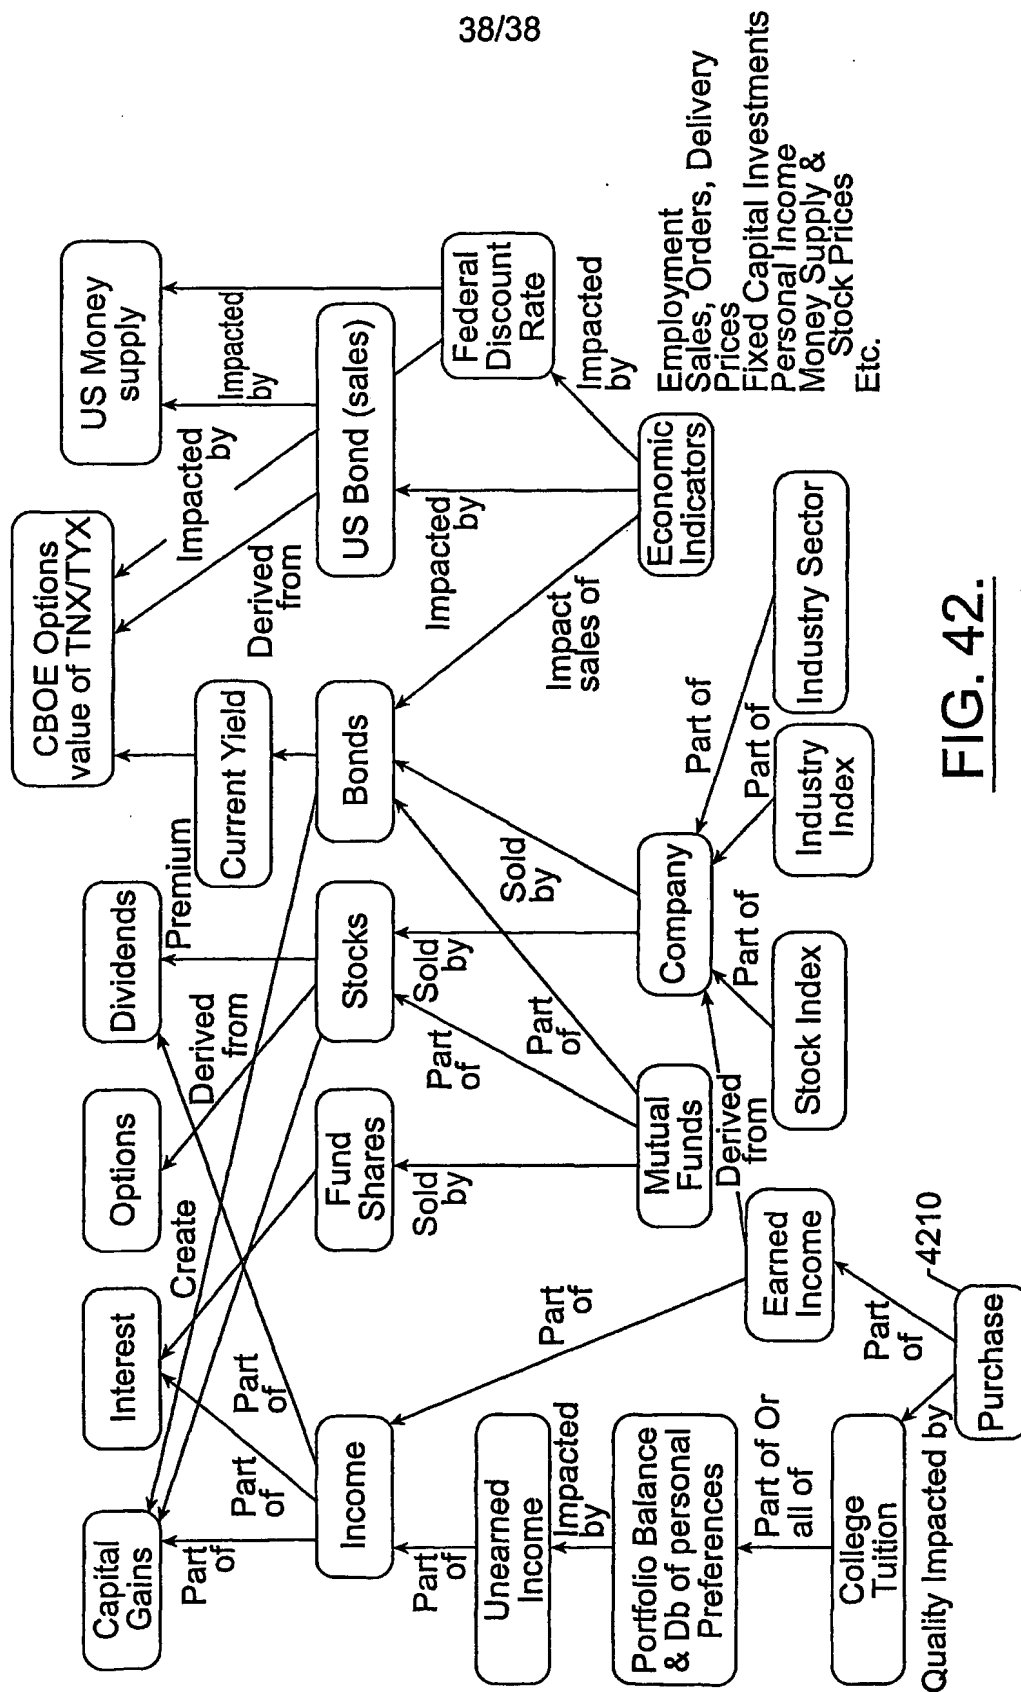 38/38
CBOE Options
value of TNX/TYX
US Money
supply
Capital
Gains
Interest
Options
Dividends
Premium
Current Yield
Derived
from
Impacted
by
Impacted
by
Create
Derived
from
Part
of
Part
of
Part
of
Income
Fund
Shares
Stocks
Bonds
US Bond (sales)
Federal
Discount
Rate
Part
of
Sold
by
Part
of
Sold
by
Part
of
Sold
by
Impacted
by
Impact
sales of
Impacted
by
Unearned
Income
Impacted
by
Part
of
Portfolio Balance
& Db of personal
Preferences
Mutual
Funds
Company
Economic
Indicators
Employment
Sales, Orders, Delivery
Prices
Fixed Capital Investments
Personal Income
Money Supply &
Stock Prices
Etc.
Derived
from
Part of
Part of
Part of
Part of Or
all of
Earned
Income
Stock Index
Industry
Index
Industry Sector
College
Tuition
Part
of
Quality Impacted by
Purchase
4210
FIG. 42.